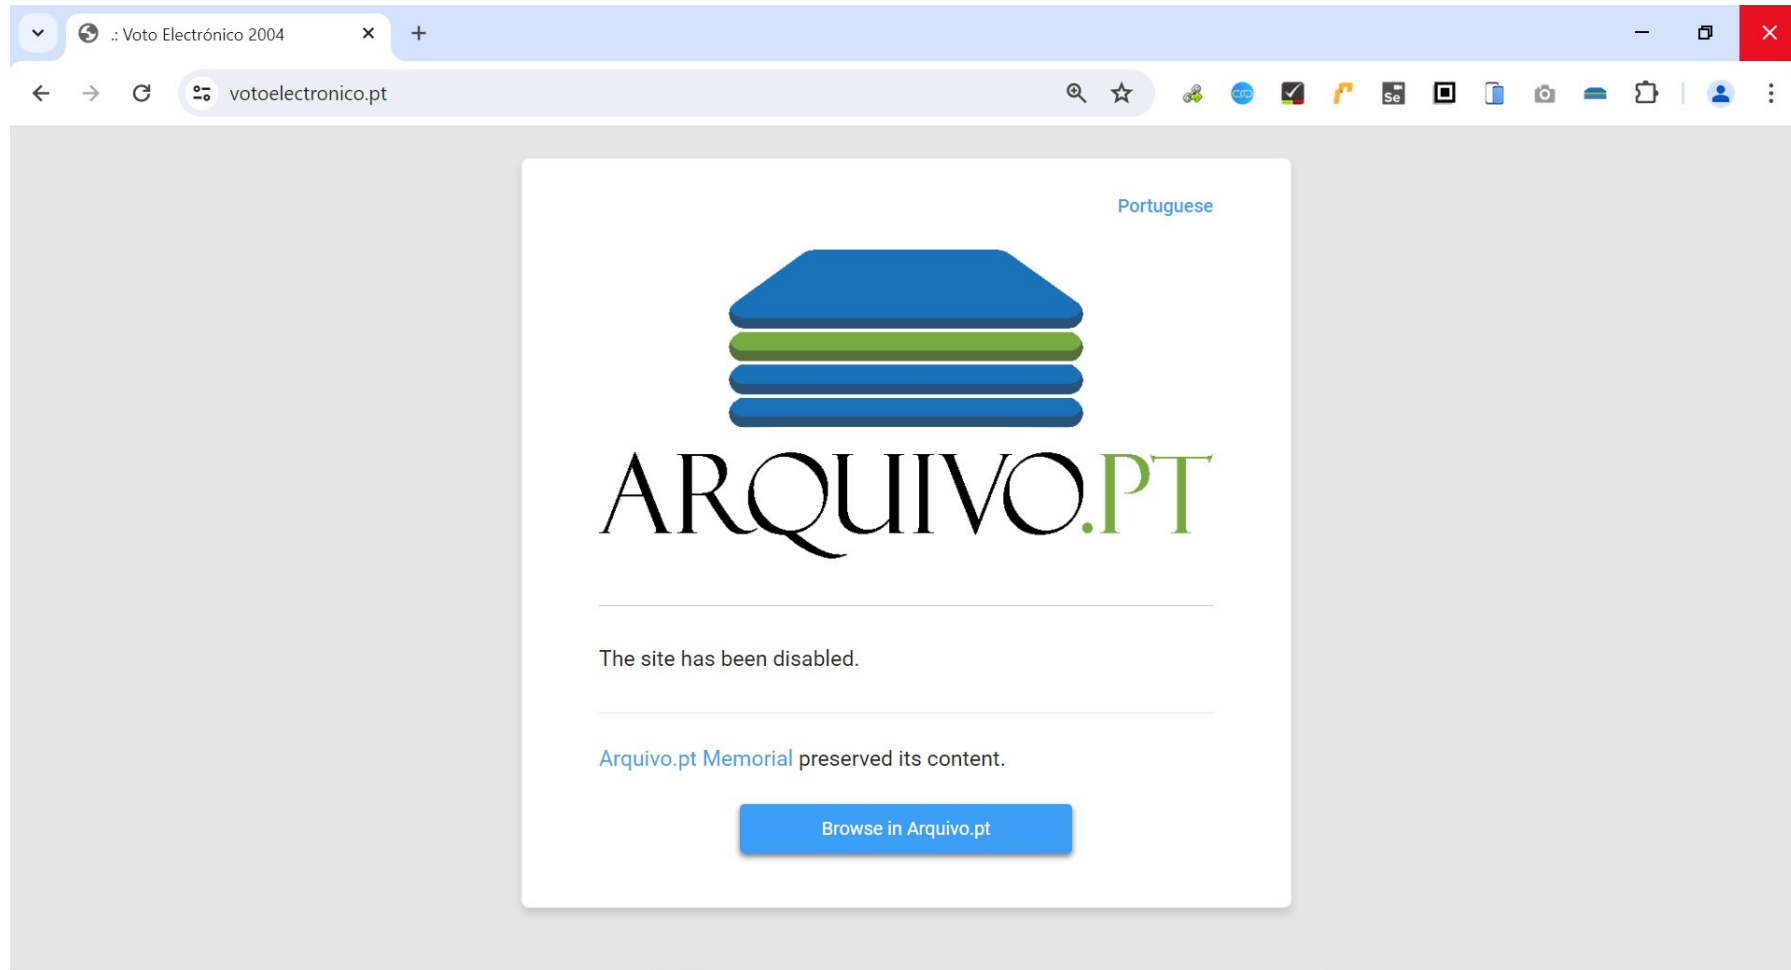 .: Voto Electrónico 2004
votoelectronico.pt
Se
Portuguese
ARQUIVO.PT
The site has been disabled.
Arquivo.pt Memorial preserved its content.
Browse in Arquivo.pt